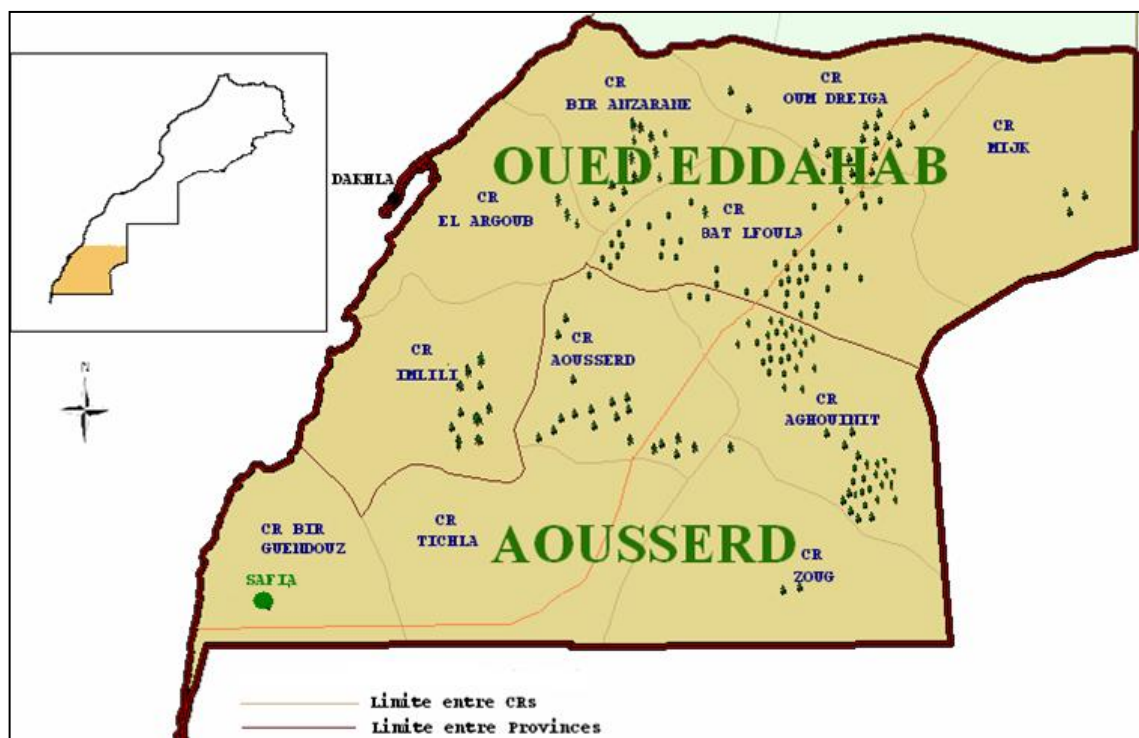 CR
BIR ANZARANE
CR
OUM DREIGA
CR
MIJK
OUED EDDAHAB
DAKHLA
CR
EL ARGOUB
CR
BAT LFOULA
CR
IMLILI
CR
AOUSSERD
CR
AGHOUINIT
N
CR BIR
GUENDOUZ
CR
TICHLA
AOUSSERD
CR
ZOUG
SAFIA
Limite entre CRs
Limite entre Provinces